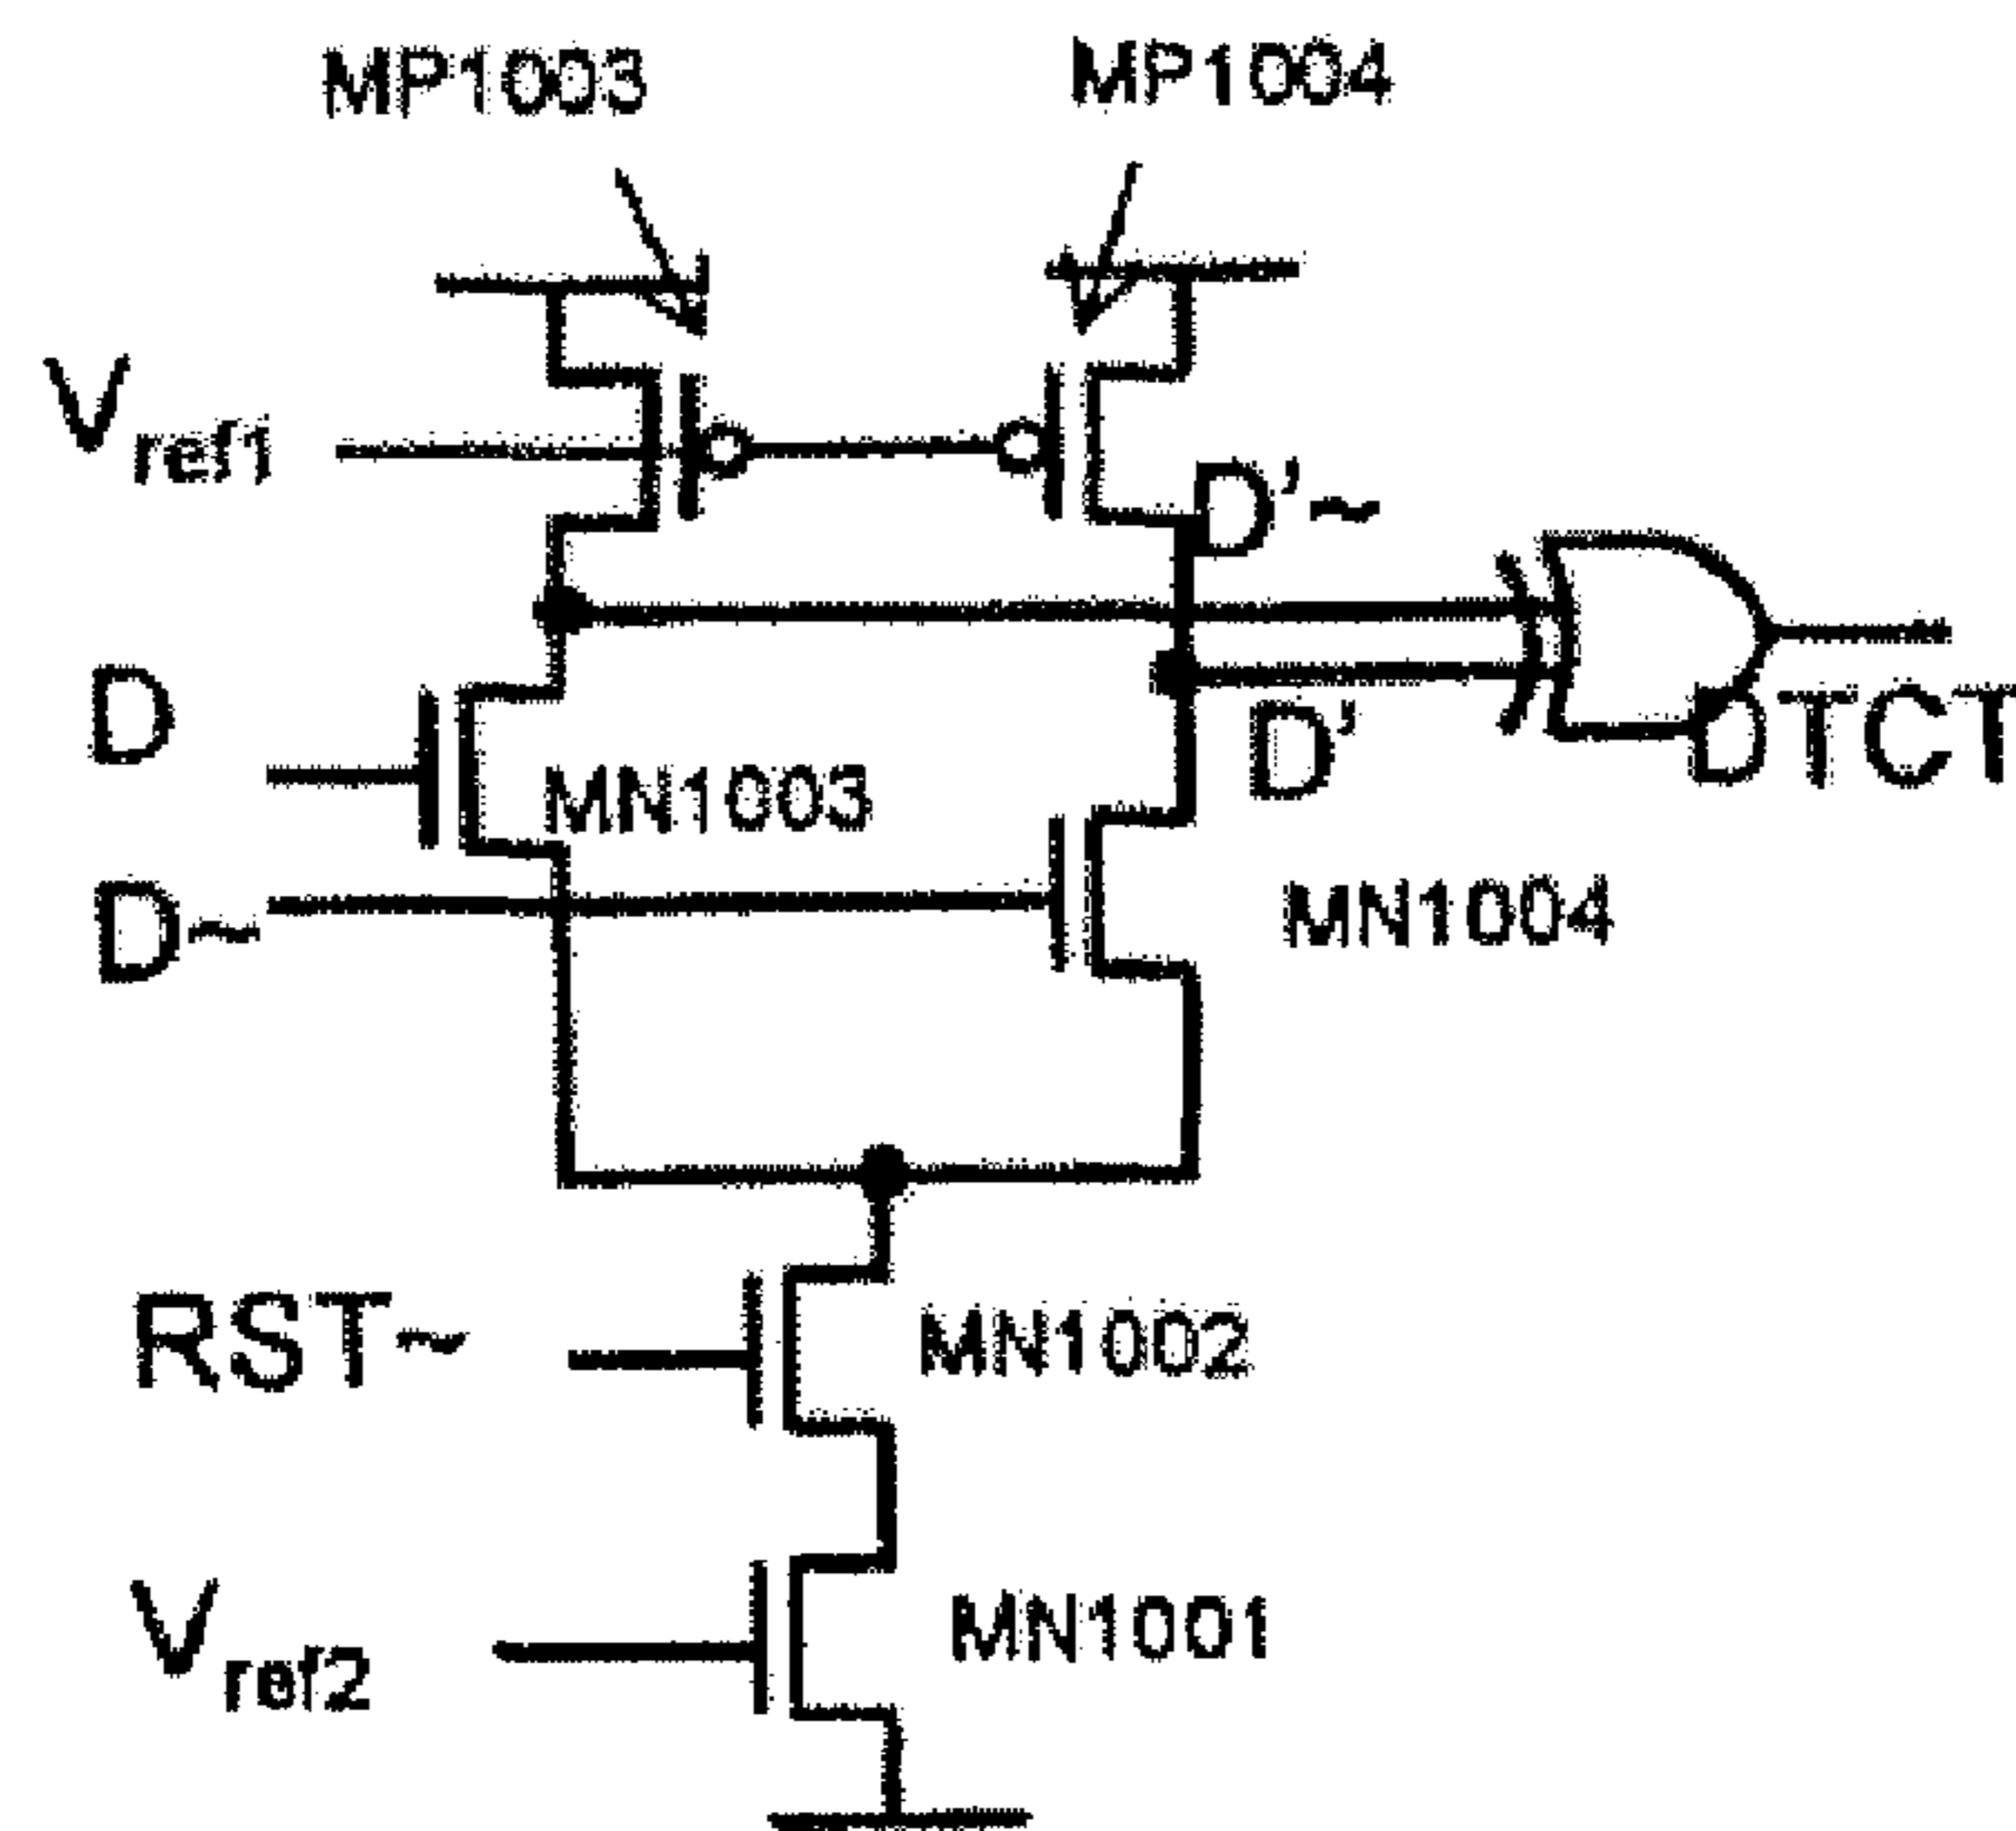 MP1003
MP1004
Vref1
D'~
D
D'
DTCT
MN1003
D~
MN1004
RST~
MN1002
Vref2
MN1001